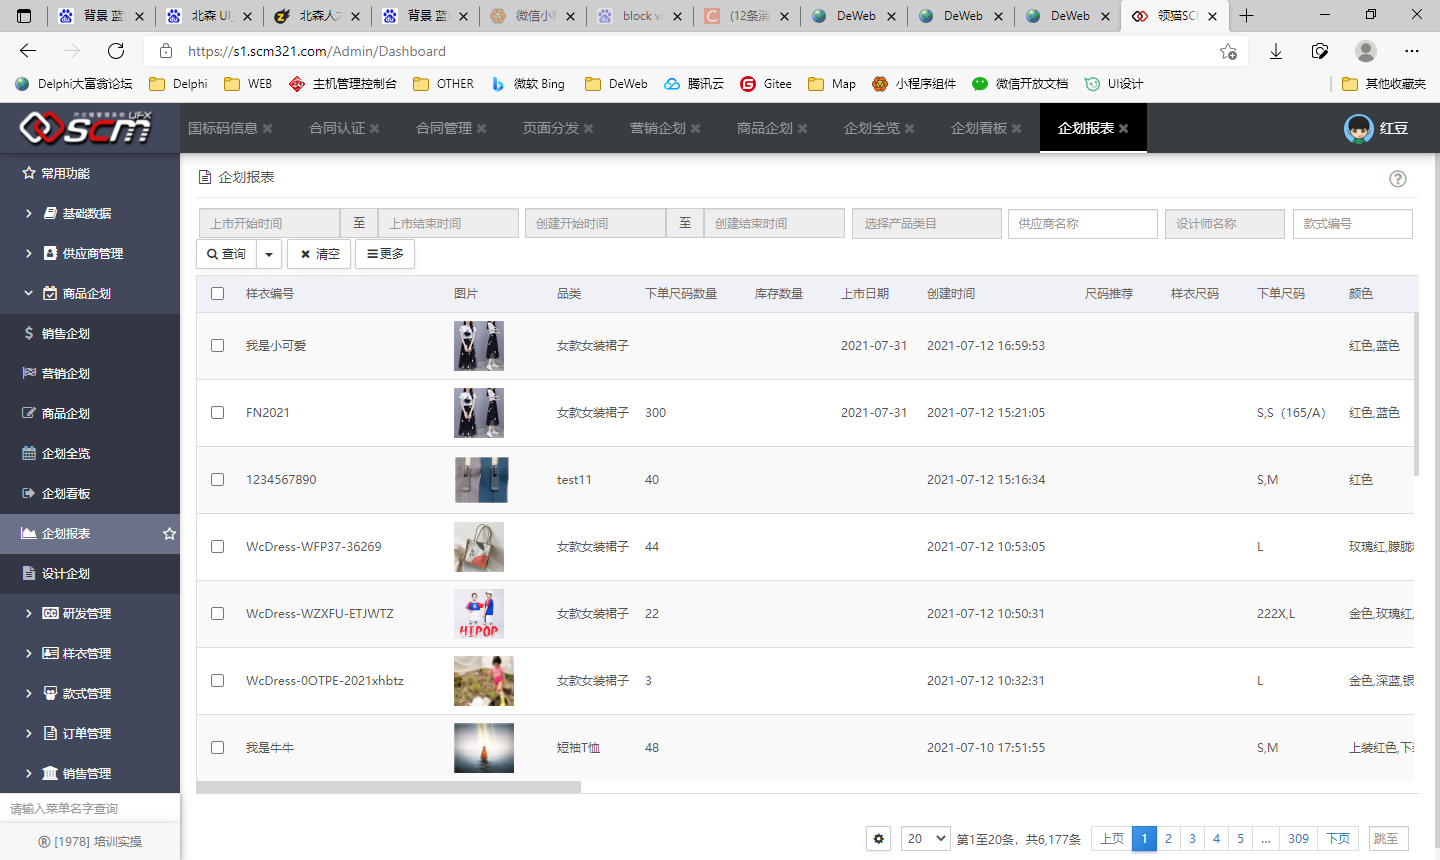 背景 蓝
北森 UI_
北森人才
背景 蓝
微信小程
block vi
(12条消
DeWeb
DeWeb
DeWeb
领猫SCM
https://s1.scm321.com/Admin/Dashboard
Delphi大富翁论坛
Delphi
WEB
主机管理控制台
OTHER
微软 Bing
DeWeb
腾讯云
Gitee
Map
小程序组件
微信开放文档
UI设计
其他收藏夹
供应链管理系统 UFX
SCM
国标码信息
合同认证
合同管理
页面分发
营销企划
商品企划
企划全览
企划看板
企划报表
红豆
常用功能
基础数据
供应商管理
商品企划
销售企划
营销企划
商品企划
企划全览
企划看板
企划报表
设计企划
研发管理
样衣管理
款式管理
订单管理
销售管理
请输入菜单名字查询
® [1978] 培训实操
企划报表
上市开始时间 至 上市结束时间 创建开始时间 至 创建结束时间 选择产品类目 供应商名称 设计师名称 款式编号
查询 清空 更多
样衣编号 图片 品类 下单尺码数量 库存数量 上市日期 创建时间 尺码推荐 样衣尺码 下单尺码 颜色
我是小可爱 女款女装裙子 2021-07-31 2021-07-12 16:59:53 红色,蓝色
FN2021 女款女装裙子 300 2021-07-31 2021-07-12 15:21:05 S,S（165/A） 红色,蓝色
1234567890 test11 40 2021-07-12 15:16:34 S,M 红色
WcDress-WFP37-36269 女款女装裙子 44 2021-07-12 10:53:05 L 玫瑰红,朦胧
WcDress-WZXFU-ETJWTZ 女款女装裙子 22 2021-07-12 10:50:31 222X,L 金色,玫瑰红,
HIPOP
WcDress-0OTPE-2021xhbtz 女款女装裙子 3 2021-07-12 10:32:31 L 金色,深蓝,银
我是牛牛 短袖T恤 48 2021-07-10 17:51:55 S,M 上装红色,下装
20 第1至20条，共6,177条 上页 1 2 3 4 5 ... 309 下页 跳至